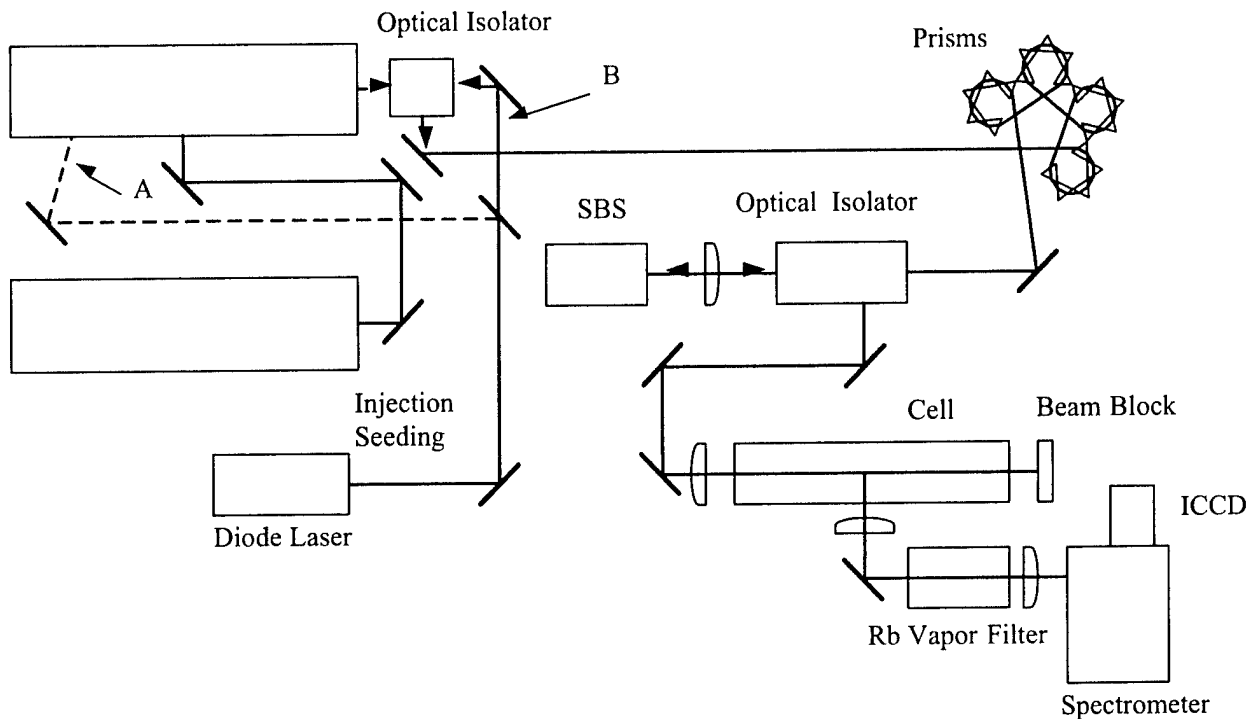 Optical Isolator
Prisms
B
A
SBS
Optical Isolator
Injection
Seeding
Cell
Beam Block
Diode Laser
ICCD
Rb Vapor Filter
Spectrometer